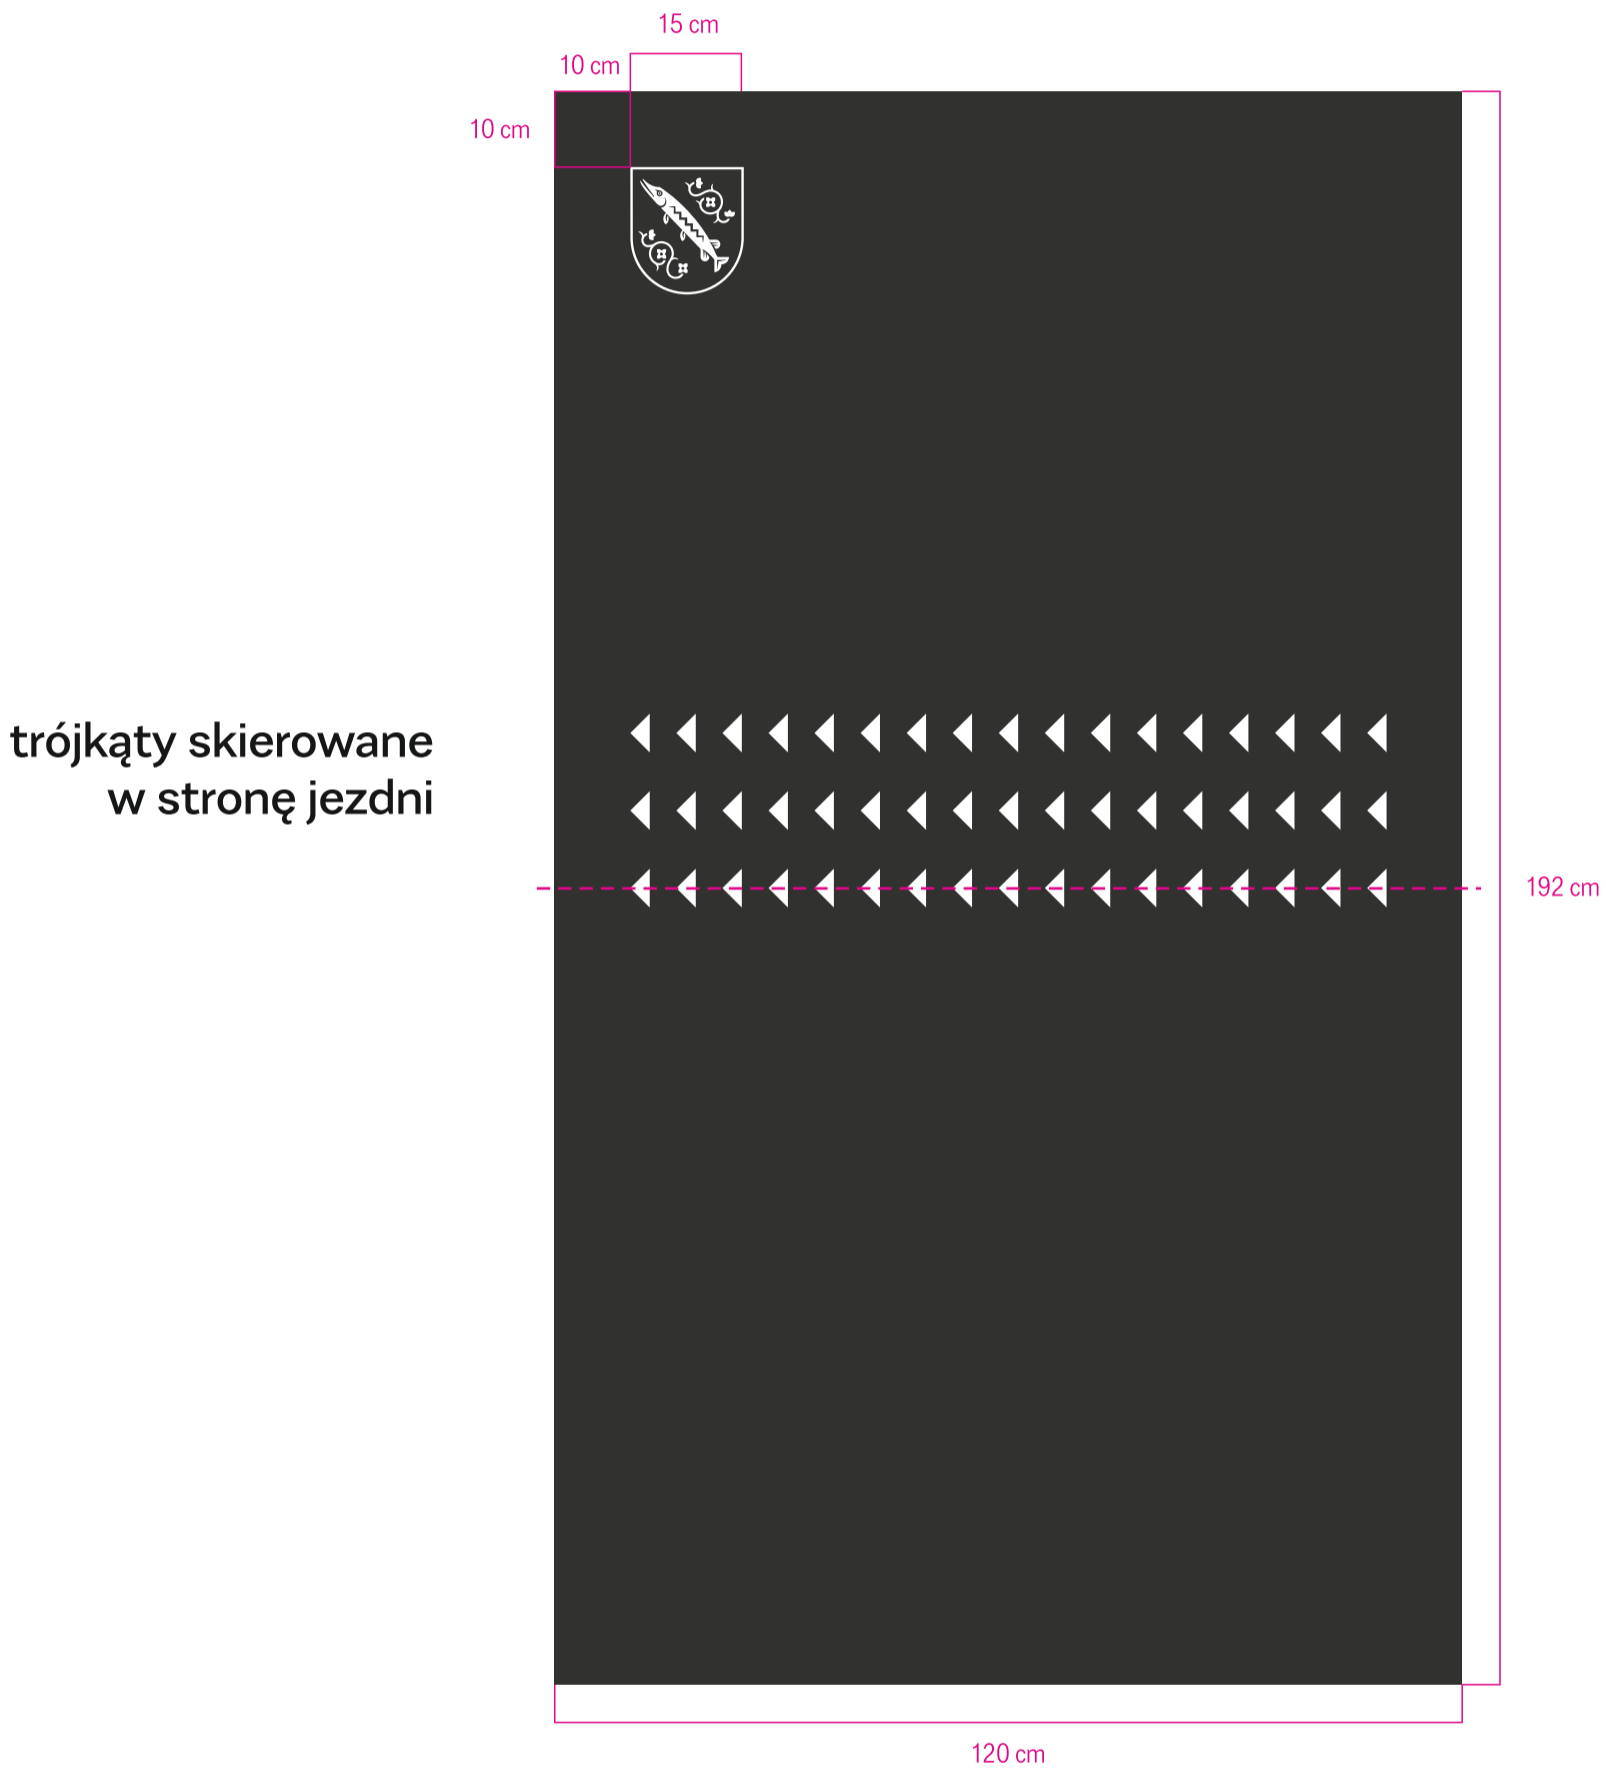 15 cm
10 cm
10 cm
trójkąty skierowane
w stronę jezdni
192 cm
120 cm